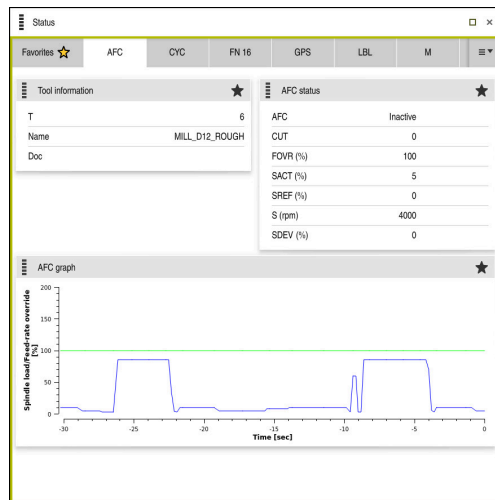 Status
Favorites AFC CYC FN 16 GPS LBL M
Tool information
T 6
Name MILL_D12_ROUGH
Doc
AFC status
AFC Inactive
CUT 0
FOVR (%) 100
SACT (%) 5
SREF (%) 0
S (rpm) 4000
SDEV (%) 0
AFC graph
Spindle load/Feed-rate override
[%]
200
150
100
50
0
-30 -25 -20 -15 -10 -5 0
Time [sec]